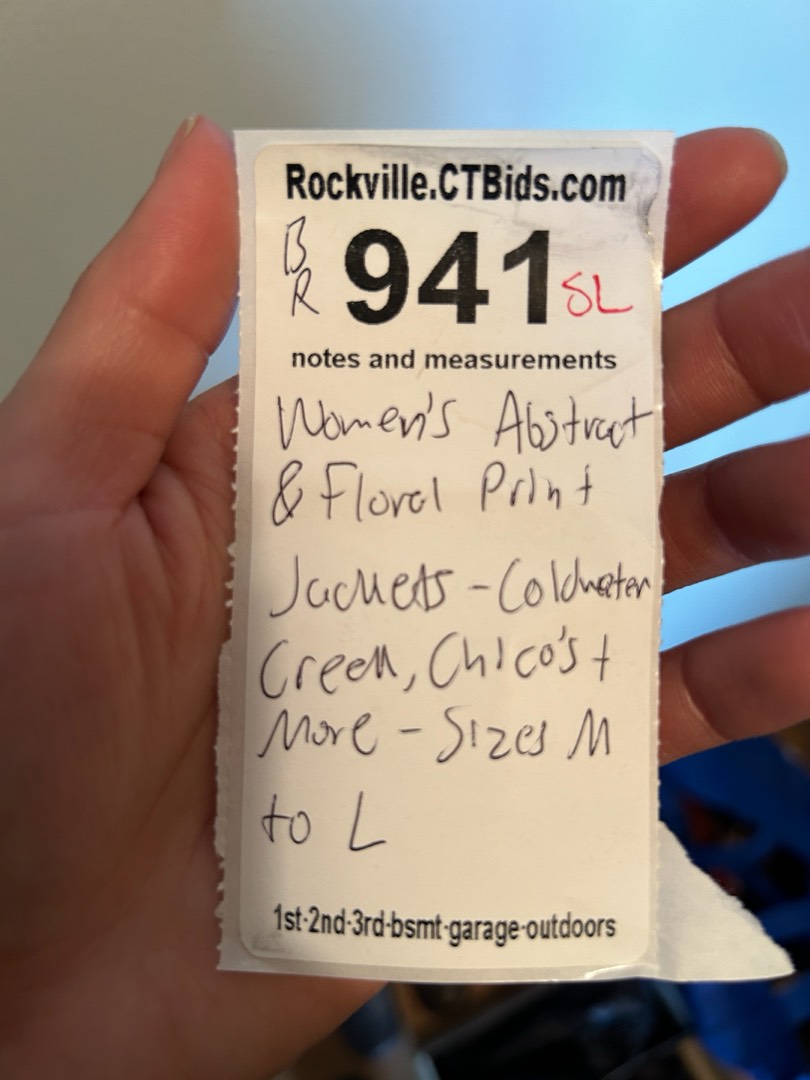 Rockville.CTBids.com
BR 941 SL
notes and measurements
Women's Abstract
& Floral Print
Jackets - Coldwater
Creek, Chico's +
More - Sizes M
to L
1st-2nd-3rd-bsmt-garage-outdoors